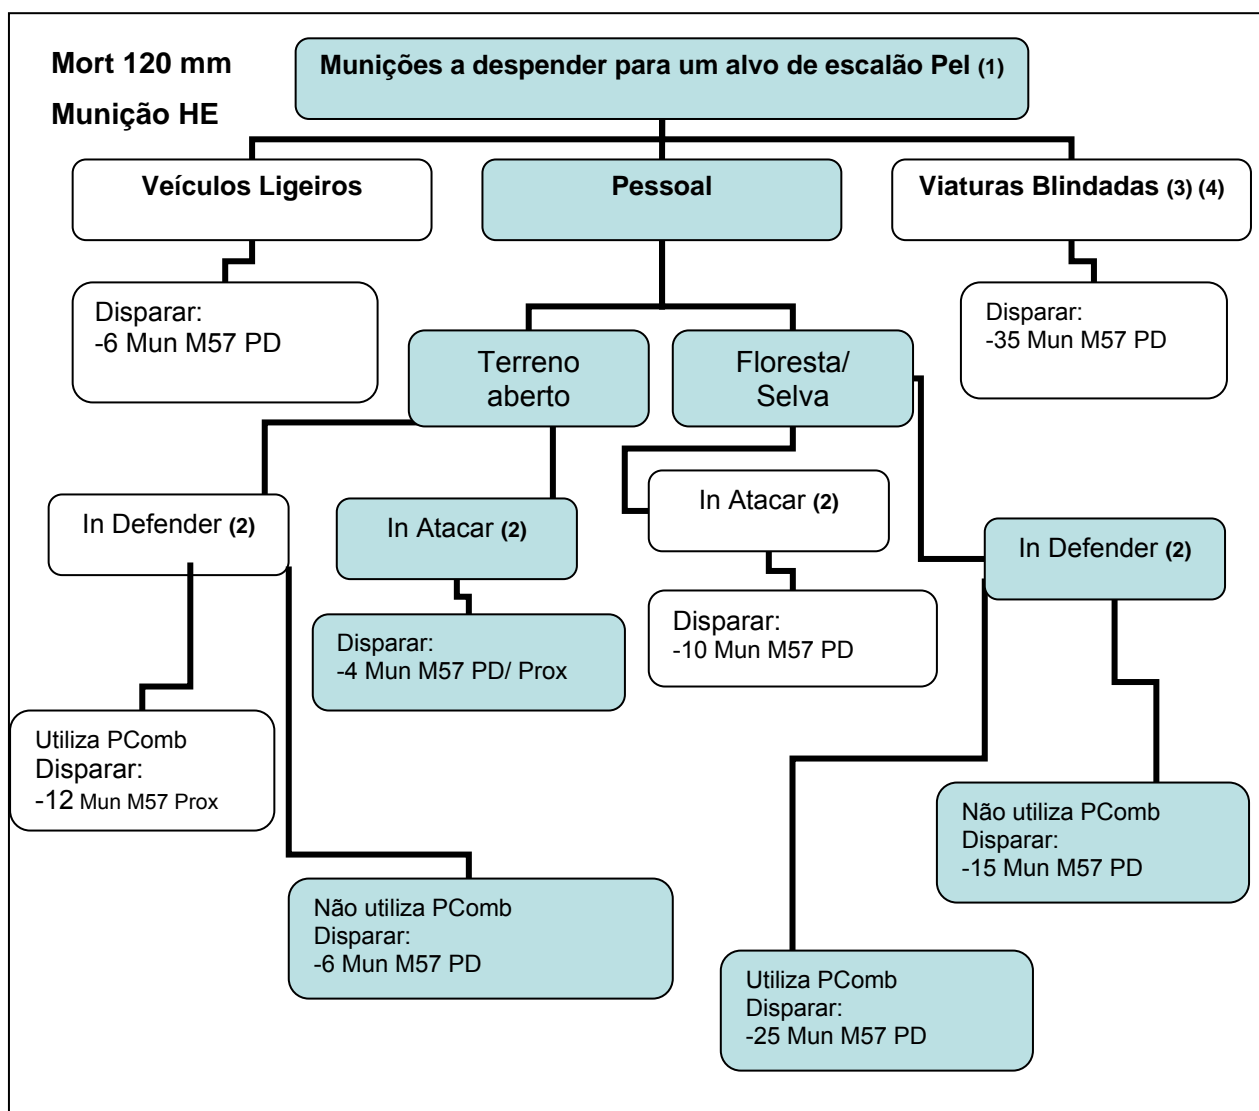 Mort 120 mm
Munição HE
Munições a despender para um alvo de escalão Pel (1)
Veículos Ligeiros
Pessoal
Viaturas Blindadas (3) (4)
Disparar:
-6 Mun M57 PD
Disparar:
-35 Mun M57 PD
Terreno
aberto
Floresta/
Selva
In Defender (2)
In Atacar (2)
In Atacar (2)
In Defender (2)
Disparar:
-4 Mun M57 PD/ Prox
Disparar:
-10 Mun M57 PD
Utiliza PComb
Disparar:
-12 Mun M57 Prox
Não utiliza PComb
Disparar:
-15 Mun M57 PD
Não utiliza PComb
Disparar:
-6 Mun M57 PD
Utiliza PComb
Disparar:
-25 Mun M57 PD